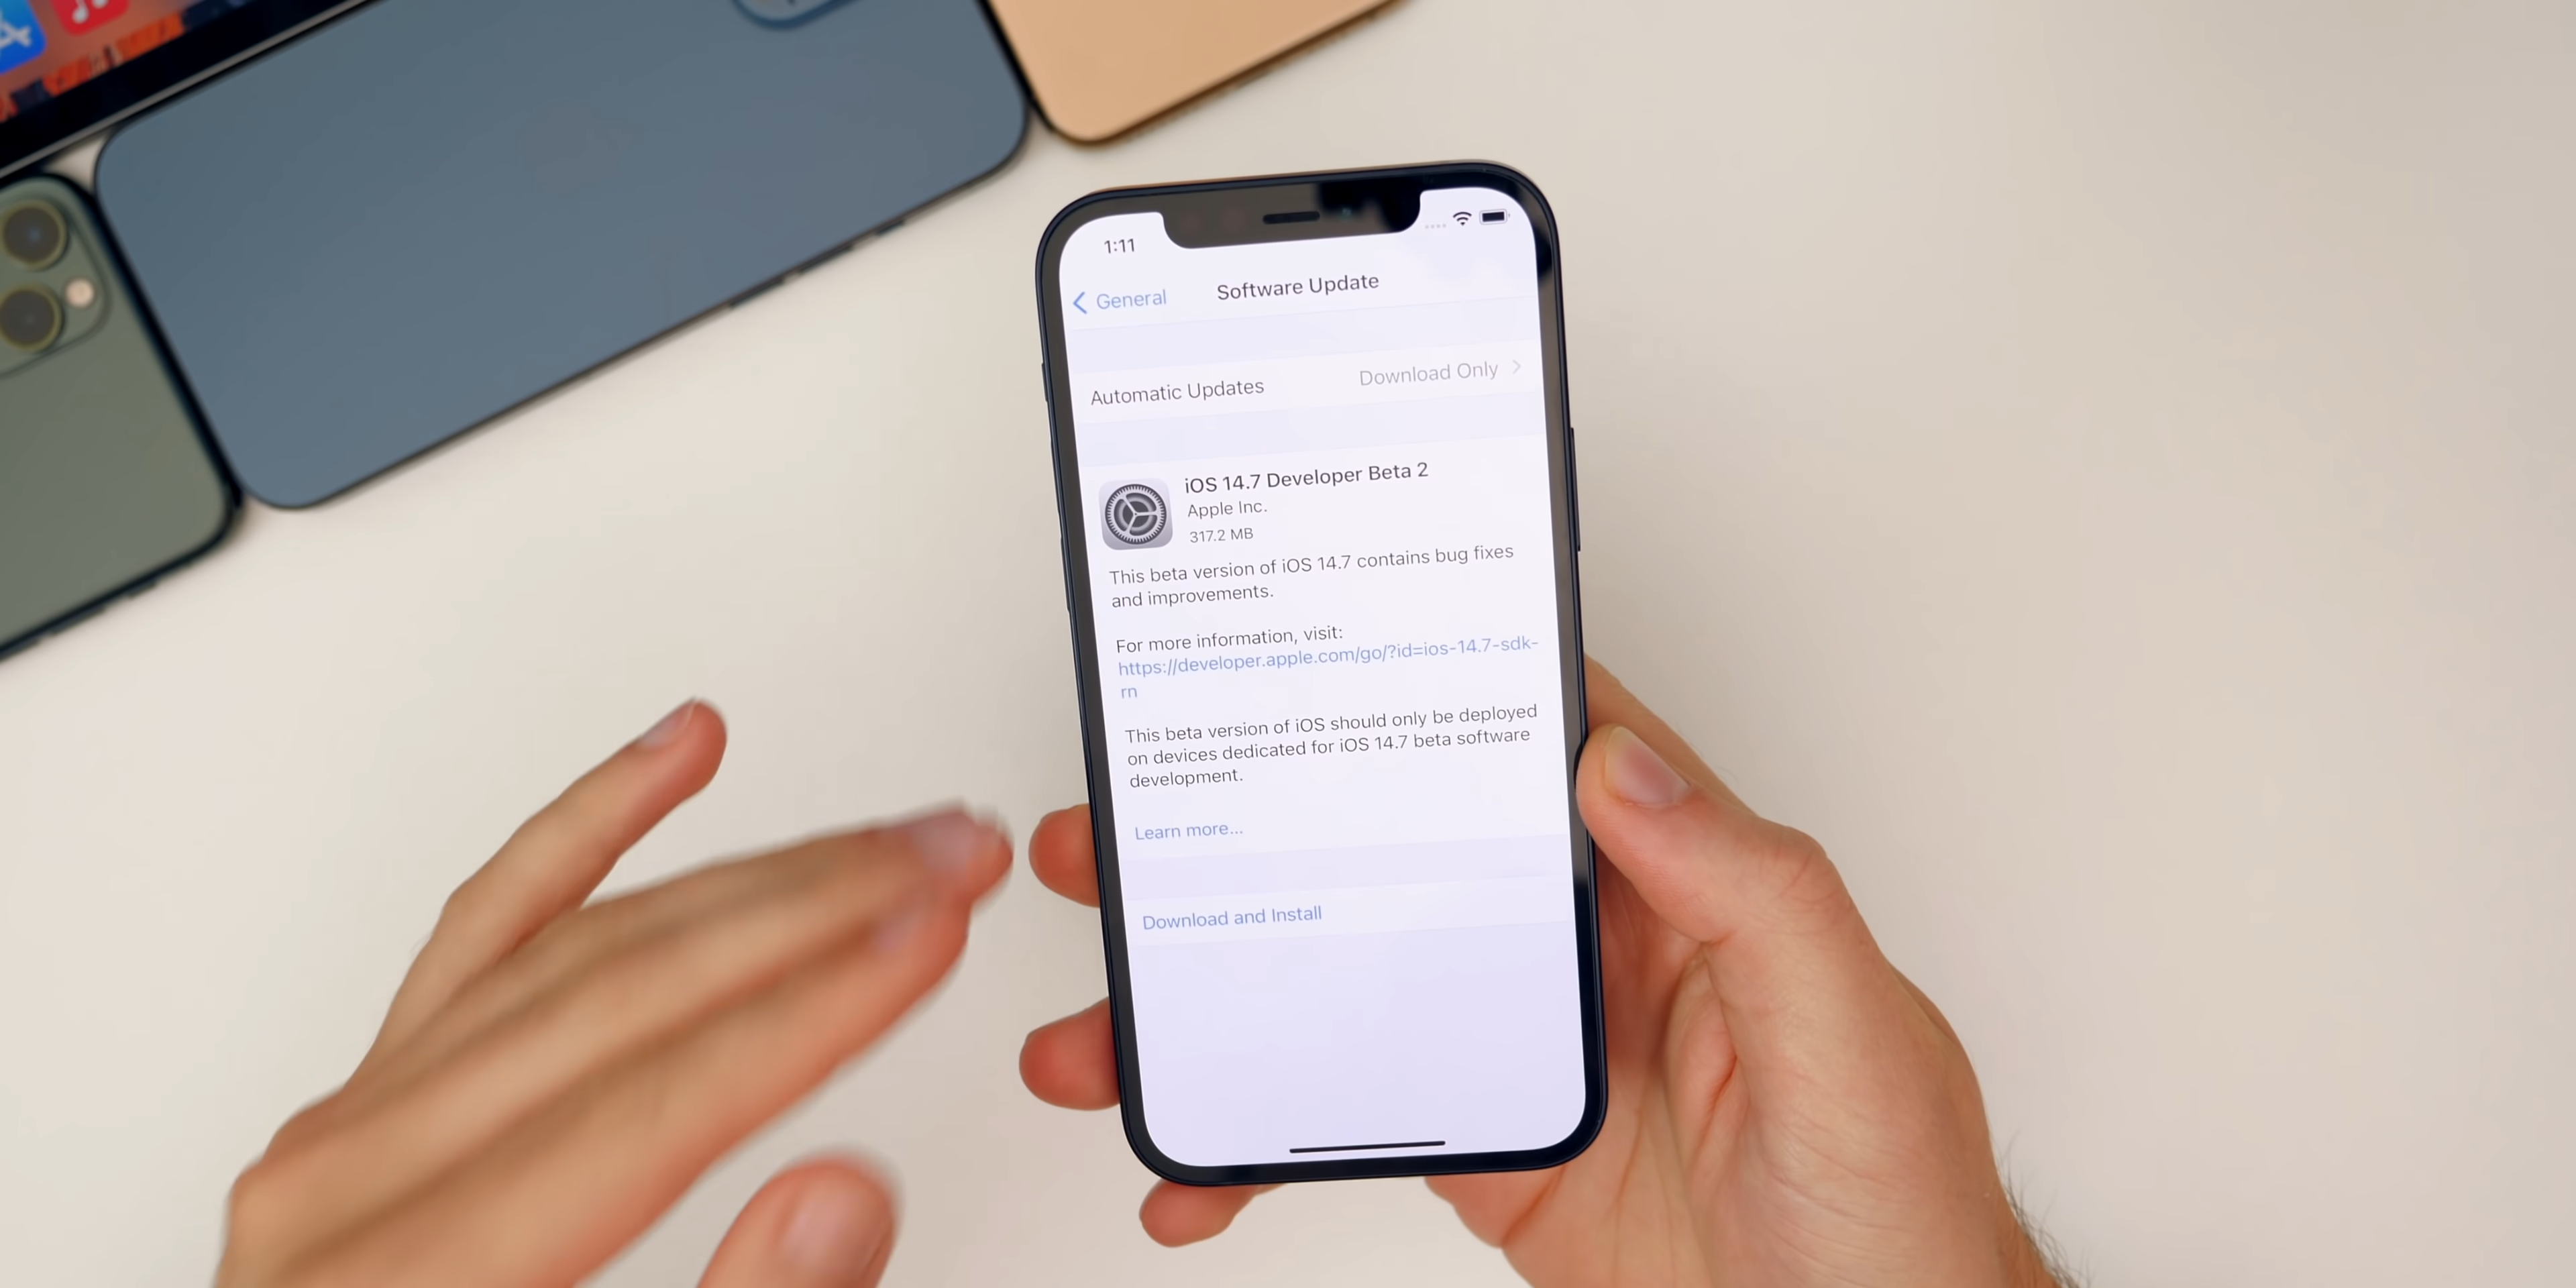 1:11
General
Software Update
Automatic Updates
Download Only
iOS 14.7 Developer Beta 2
Apple Inc.
317.2 MB
This beta version of iOS 14.7 contains bug fixes
and improvements.
For more information, visit:
https://developer.apple.com/go/?id=ios-14.7-sdk-
rn
This beta version of iOS should only be deployed
on devices dedicated for iOS 14.7 beta software
development.
Learn more...
Download and Install